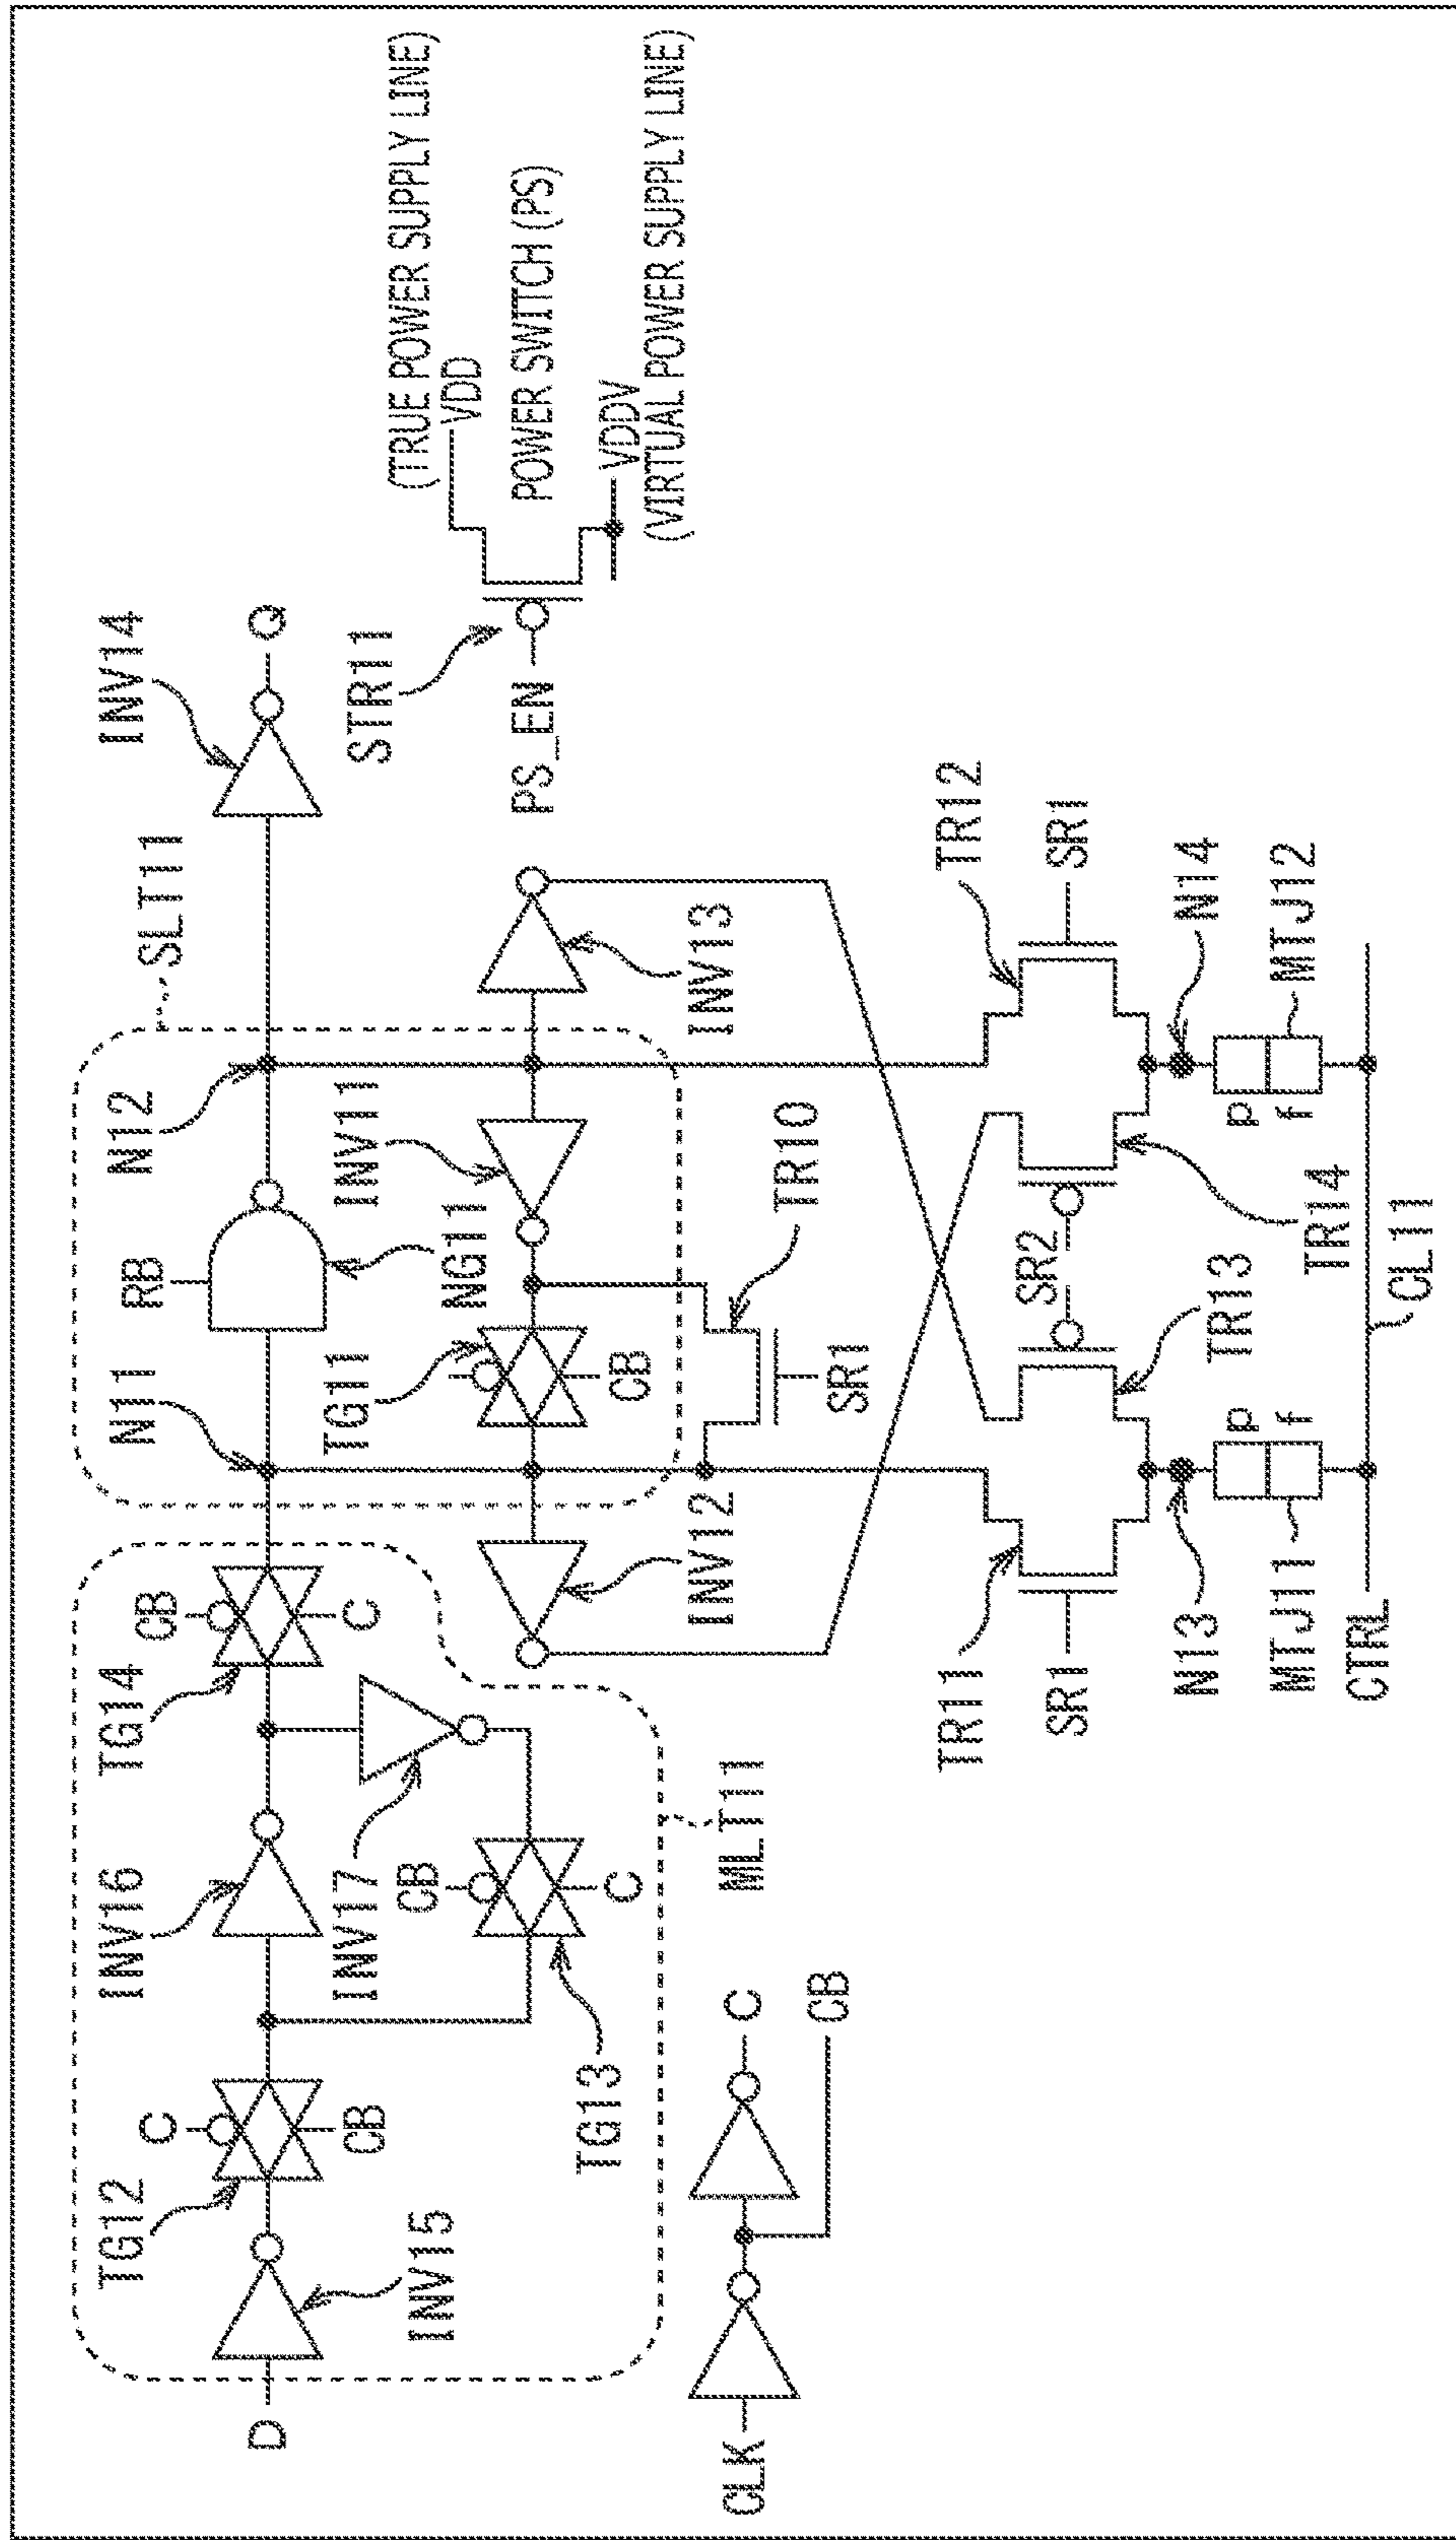 D
INV15
TG12
C
CB
INV16
INV17
TG13
CB
C
TG14
CB
C
MLT11
CLK
C
CB
N11
RB
NG11
N12
SLT11
INV14
Q
TG11
CB
INV11
INV12
INV13
TR10
SR1
STR11
PS_EN
(TRUE POWER SUPPLY LINE)
VDD
POWER SWITCH (PS)
VDDV
(VIRTUAL POWER SUPPLY LINE)
TR11
SR1
SR2
TR13
TR14
TR12
SR1
N13
N14
MTJ11
p
f
p
f
MTJ12
CTRL
CL11